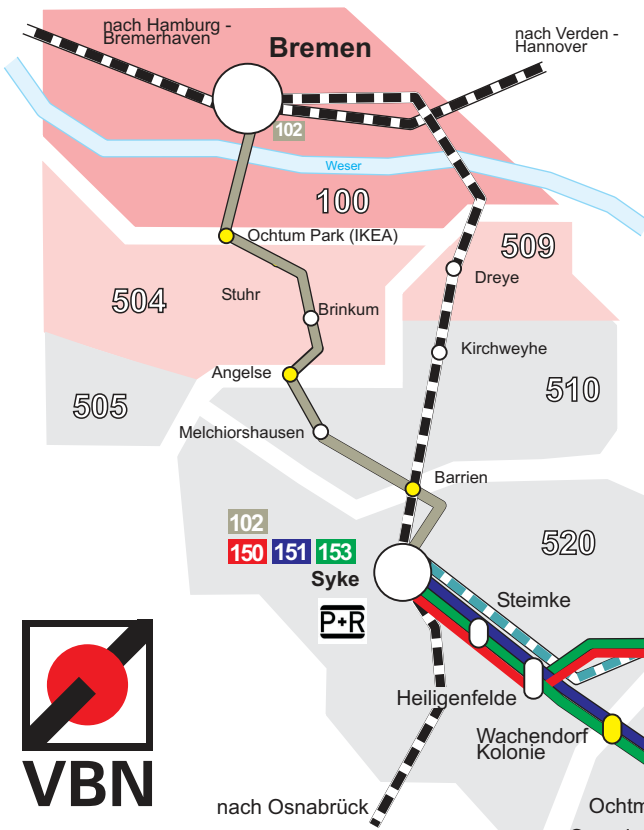 nach Hamburg -
Bremerhaven
Bremen
nach Verden -
Hannover
102
Weser
100
Ochtum Park (IKEA)
509
504
Stuhr
Dreye
Brinkum
Kirchweyhe
Angelse
505
510
Melchiorshausen
Barrien
102
150 151 153
520
Syke
Steimke
P+R
Heiligenfelde
Wachendorf
Kolonie
VBN
nach Osnabrück
Ochtm